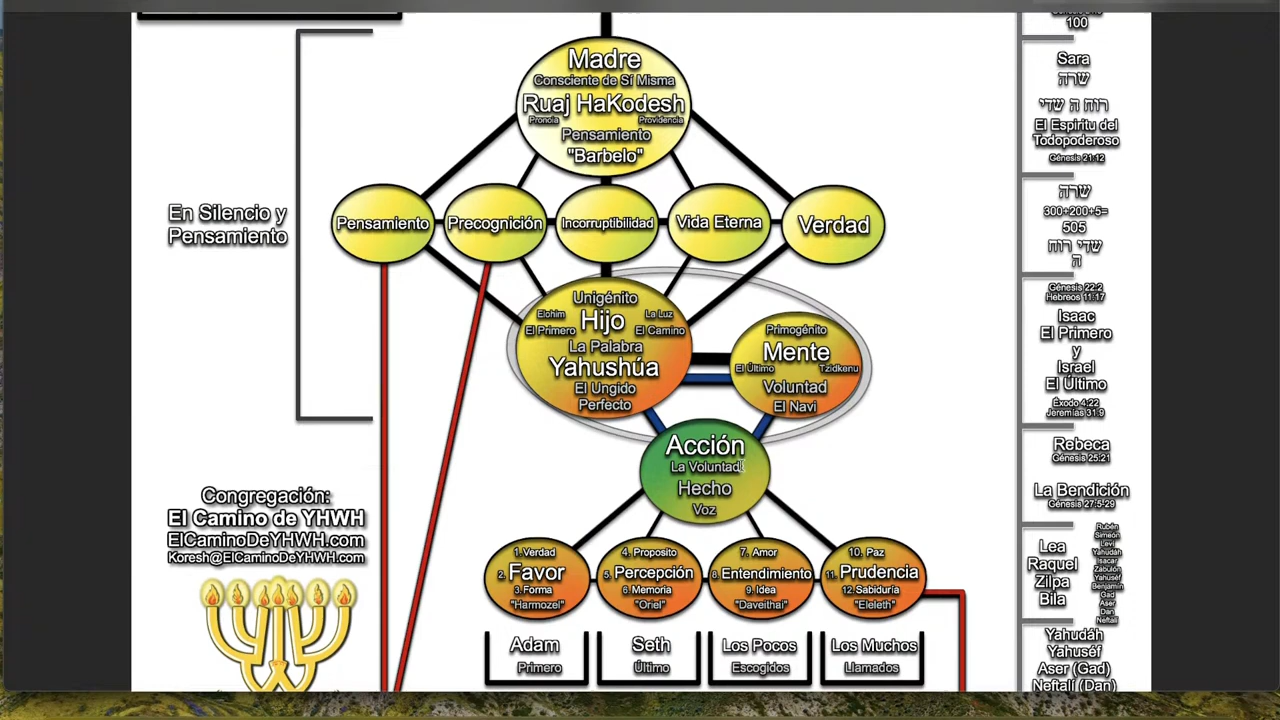 Madre
Consciente de Sí Misma
Ruaj HaKodesh
Pronoia Providencia
Pensamiento
"Barbelo"
En Silencio y
Pensamiento
Pensamiento
Precognición
Incorruptibilidad
Vida Eterna
Verdad
Unigénito
Elohim La Luz
Hijo
El Primero El Camino
La Palabra
Yahushúa
El Ungido
Perfecto
Primogénito
Mente
El Último Tzidkenu
Voluntad
El Navi
Acción
La Voluntad
Hecho
Voz
1. Verdad
2. Favor
3. Forma
"Harmozel"
4. Proposito
5. Percepción
6. Memoria
"Oriel"
7. Amor
8. Entendimiento
9. Idea
"Daveithai"
10. Paz
11. Prudencia
12. Sabiduría
"Eleleth"
Adam
Primero
Seth
Último
Los Pocos
Escogidos
Los Muchos
Llamados
Congregación:
El Camino de YHWH
ElCaminoDeYHWH.com
Koresh@ElCaminoDeYHWH.com
100
Sara
שרה
רוח ה שדי
El Espiritu del
Todopoderoso
Génesis 21:12
שרה
300+200+5=
505
שדי רוח
ה
Génesis 22:2
Hebreos 11:17
Isaac
El Primero
y
Israel
El Último
Éxodo 4:22
Jeremías 31:9
Rebeca
Génesis 25:21
La Bendición
Génesis 27:5-29
Lea
Raquel
Zilpa
Bila
Rubén
Simeón
Leví
Yahudáh
Isacar
Zabulón
Yahuséf
Benjamín
Gad
Aser
Dan
Neftalí
Yahudáh
Yahuséf
Aser (Gad)
Neftalí (Dan)